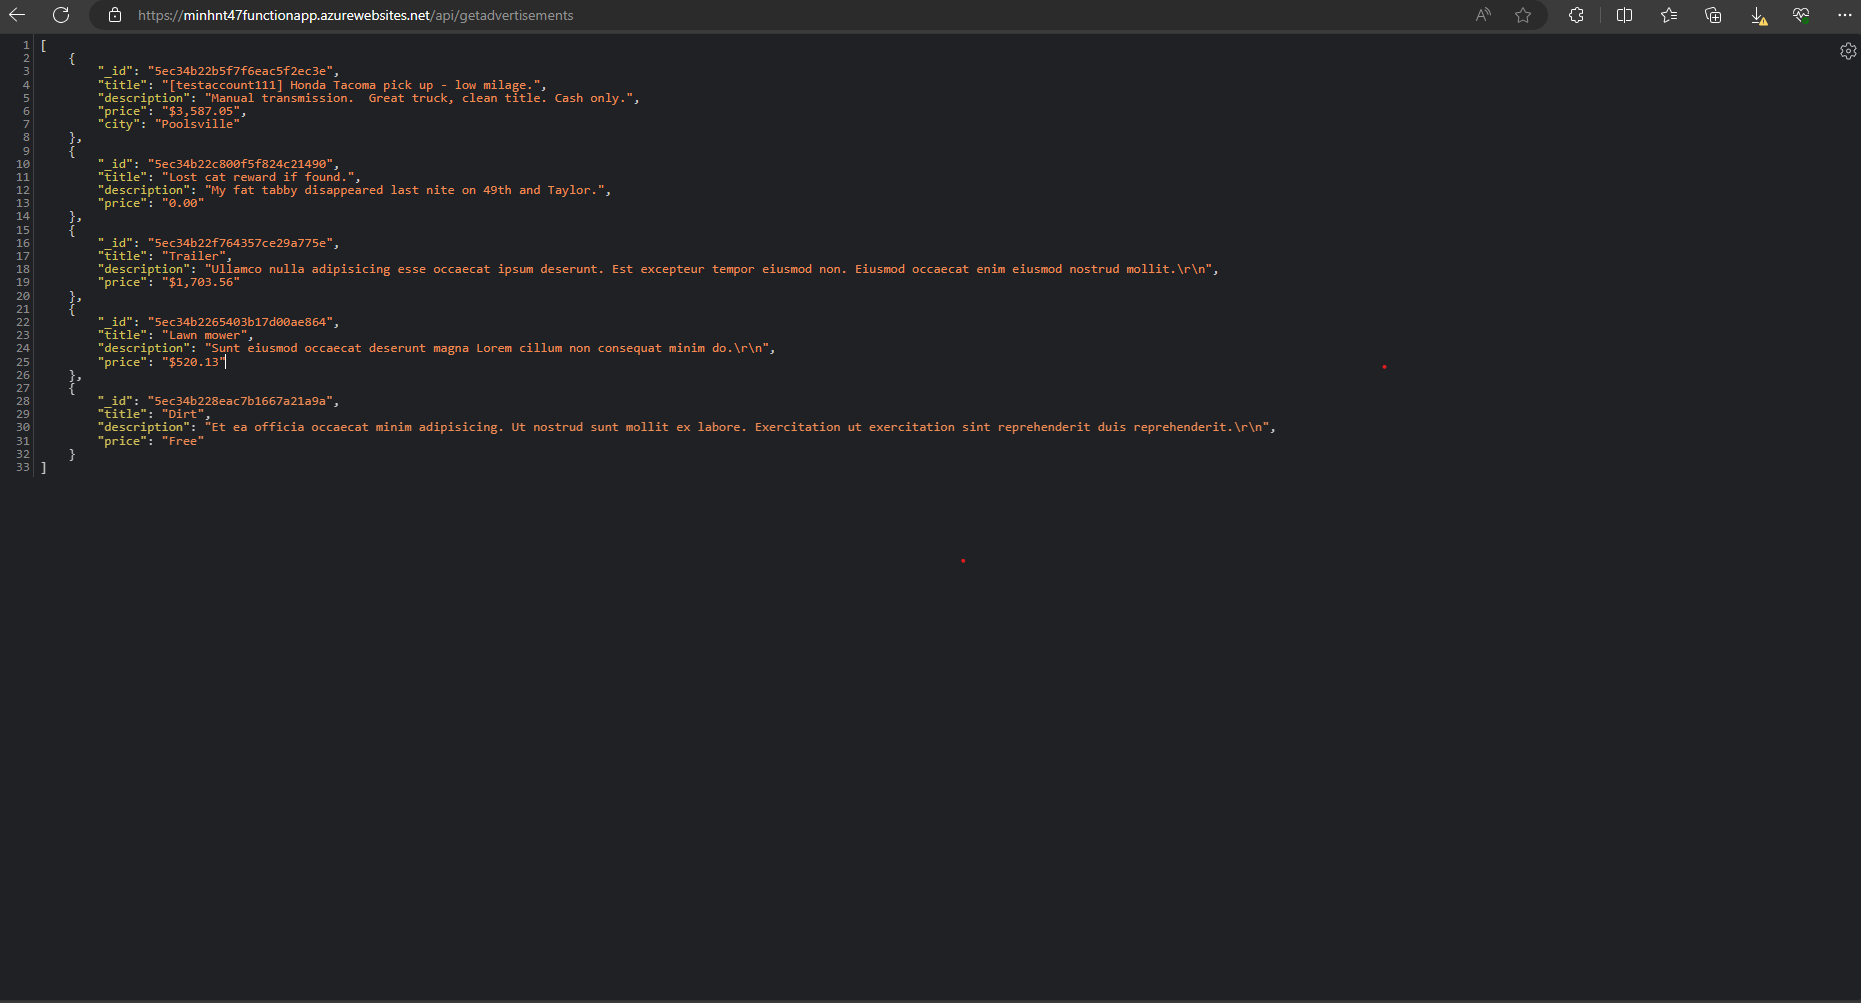 https://minhnt47functionapp.azurewebsites.net/api/getadvertisements
1 [
2 {
3 "_id": "5ec34b22b5f7f6eac5f2ec3e",
4 "title": "[testaccount111] Honda Tacoma pick up - low milage.",
5 "description": "Manual transmission.  Great truck, clean title. Cash only.",
6 "price": "$3,587.05",
7 "city": "Poolsville"
8 },
9 {
10 "_id": "5ec34b22c800f5f824c21490",
11 "title": "Lost cat reward if found.",
12 "description": "My fat tabby disappeared last nite on 49th and Taylor.",
13 "price": "0.00"
14 },
15 {
16 "_id": "5ec34b22f764357ce29a775e",
17 "title": "Trailer",
18 "description": "Ullamco nulla adipisicing esse occaecat ipsum deserunt. Est excepteur tempor eiusmod non. Eiusmod occaecat enim eiusmod nostrud mollit.\r\n",
19 "price": "$1,703.56"
20 },
21 {
22 "_id": "5ec34b2265403b17d00ae864",
23 "title": "Lawn mower",
24 "description": "Sunt eiusmod occaecat deserunt magna Lorem cillum non consequat minim do.\r\n",
25 "price": "$520.13"
26 },
27 {
28 "_id": "5ec34b228eac7b1667a21a9a",
29 "title": "Dirt",
30 "description": "Et ea officia occaecat minim adipisicing. Ut nostrud sunt mollit ex labore. Exercitation ut exercitation sint reprehenderit duis reprehenderit.\r\n",
31 "price": "Free"
32 }
33 ]